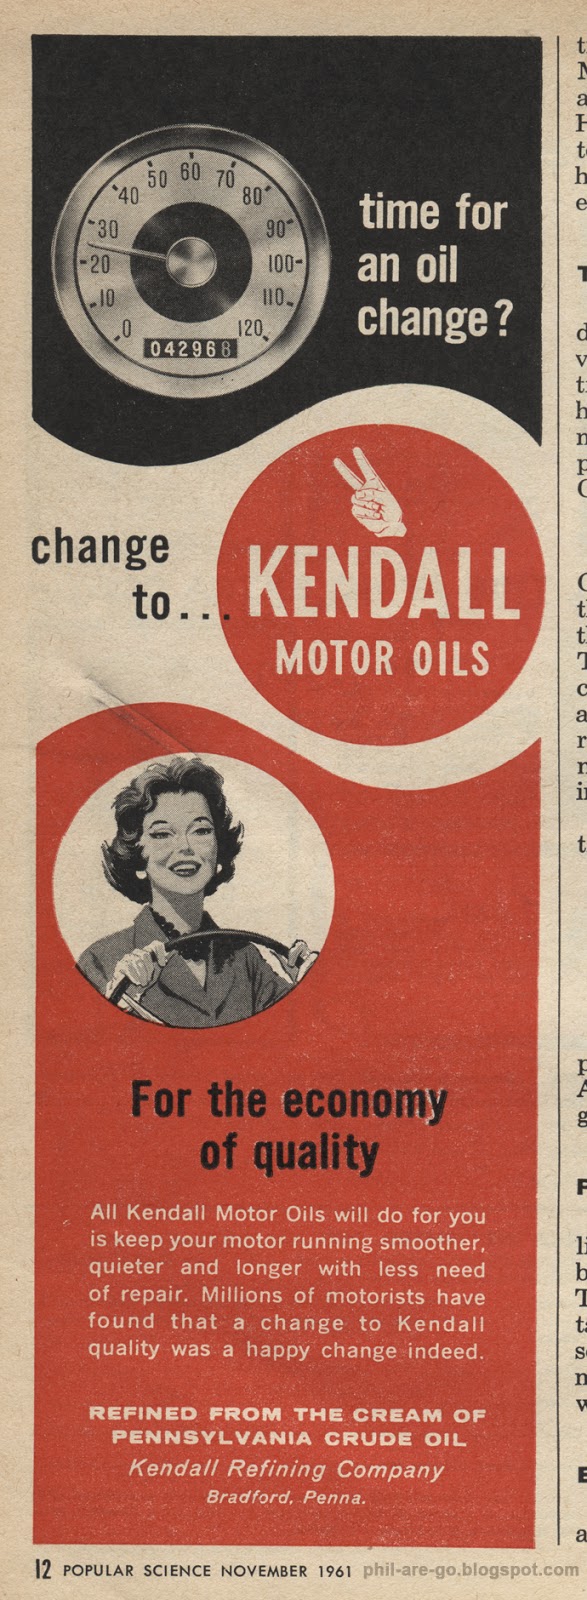 60
50 70
40 80
30 90
20 100
10 110
0 120
04296
time for
an oil
change?
change
to...
KENDALL
MOTOR OILS
For the economy
of quality
All Kendall Motor Oils will do for you
is keep your motor running smoother,
quieter and longer with less need
of repair. Millions of motorists have
found that a change to Kendall
quality was a happy change indeed.
REFINED FROM THE CREAM OF
PENNSYLVANIA CRUDE OIL
Kendall Refining Company
Bradford, Penna.
12 POPULAR SCIENCE NOVEMBER 1961 phil-are-go.blogspot.com